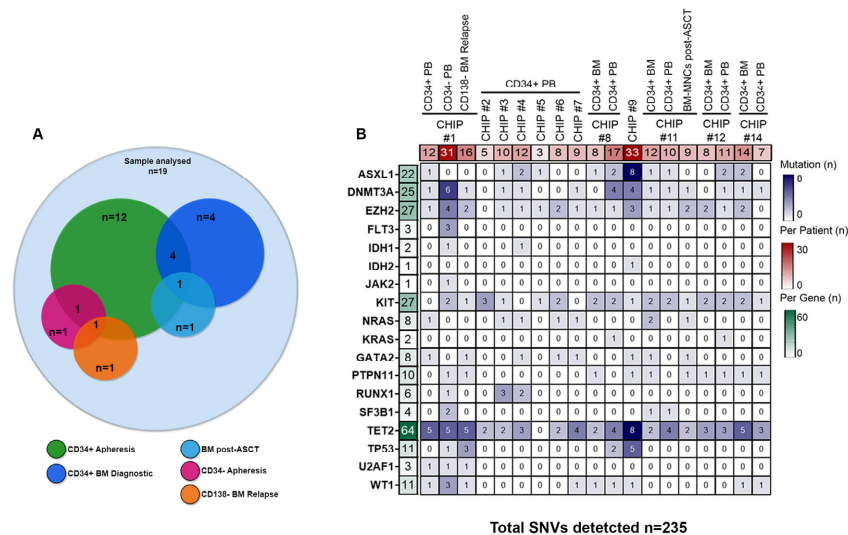 A
Sample analysed
n=19
n=12
n=4
4
1
1
n=1
1
n=1
n=1
CD34+ Apheresis
CD34+ BM Diagnostic
BM post-ASCT
CD34- Apheresis
CD138- BM Relapse
B
CD34+ PB
CD34- PB
CD138- BM Relapse
CHIP #1
CD34+ PB
CHIP #2
CHIP #3
CHIP #4
CHIP #5
CHIP #6
CHIP #7
CD34+ BM
CD34+ PB
CHIP #8
CHIP #9
CD34+ BM
CD34+ PB
BM-MNCs post-ASCT
CHIP #11
CD34+ BM
CD34+ PB
CHIP #12
CD34+ BM
CD34+ PB
CHIP #14
12 31 16 5 10 12 3 8 9 8 17 33 12 10 9 8 11 14 7
ASXL1 22 1 0 0 0 1 2 1 0 0 1 2 8 1 1 0 0 2 2 0
DNMT3A 25 1 6 1 0 1 1 0 0 1 0 4 4 1 1 0 1 1 1 1
EZH2 27 1 4 2 0 1 1 1 2 1 1 1 3 1 1 2 2 1 2 0
FLT3 3 0 3 0 0 0 0 0 0 0 0 0 0 0 0 0 0 0 0 0
IDH1 2 0 1 0 0 0 1 0 0 0 0 0 0 0 0 0 0 0 0 0
IDH2 1 0 0 0 0 0 0 0 0 0 0 0 1 0 0 0 0 0 0 0
JAK2 1 0 1 0 0 0 0 0 0 0 0 0 0 0 0 0 0 0 0 0
KIT 27 0 2 1 3 1 0 1 2 0 2 2 1 2 2 1 2 2 2 1
NRAS 8 1 0 0 0 1 1 0 1 1 0 0 0 2 0 1 0 0 0 0
KRAS 2 0 0 0 0 0 0 0 0 0 0 1 0 0 0 0 0 1 0 0
GATA2 8 1 0 1 0 0 1 0 1 1 0 0 1 1 0 1 0 0 0 0
PTPN11 10 0 1 1 0 0 0 0 0 0 1 0 1 1 0 1 1 1 1 1
RUNX1 6 0 1 0 0 3 2 0 0 0 0 0 0 0 0 0 0 0 0 0
SF3B1 4 0 2 0 0 0 0 0 0 0 0 0 0 1 1 0 0 0 0 0
TET2 64 5 5 5 2 2 3 0 2 4 2 4 8 2 4 2 3 3 5 3
TP53 11 0 1 3 0 0 0 0 0 0 0 2 5 0 0 0 0 0 0 0
U2AF1 3 1 1 1 0 0 0 0 0 0 0 0 0 0 0 0 0 0 0 0
WT1 11 1 3 1 0 0 0 0 0 1 1 1 1 0 0 0 0 0 1 1
Mutation (n)
0
0
Per Patient (n)
30
0
Per Gene (n)
60
0
Total SNVs detetcted n=235